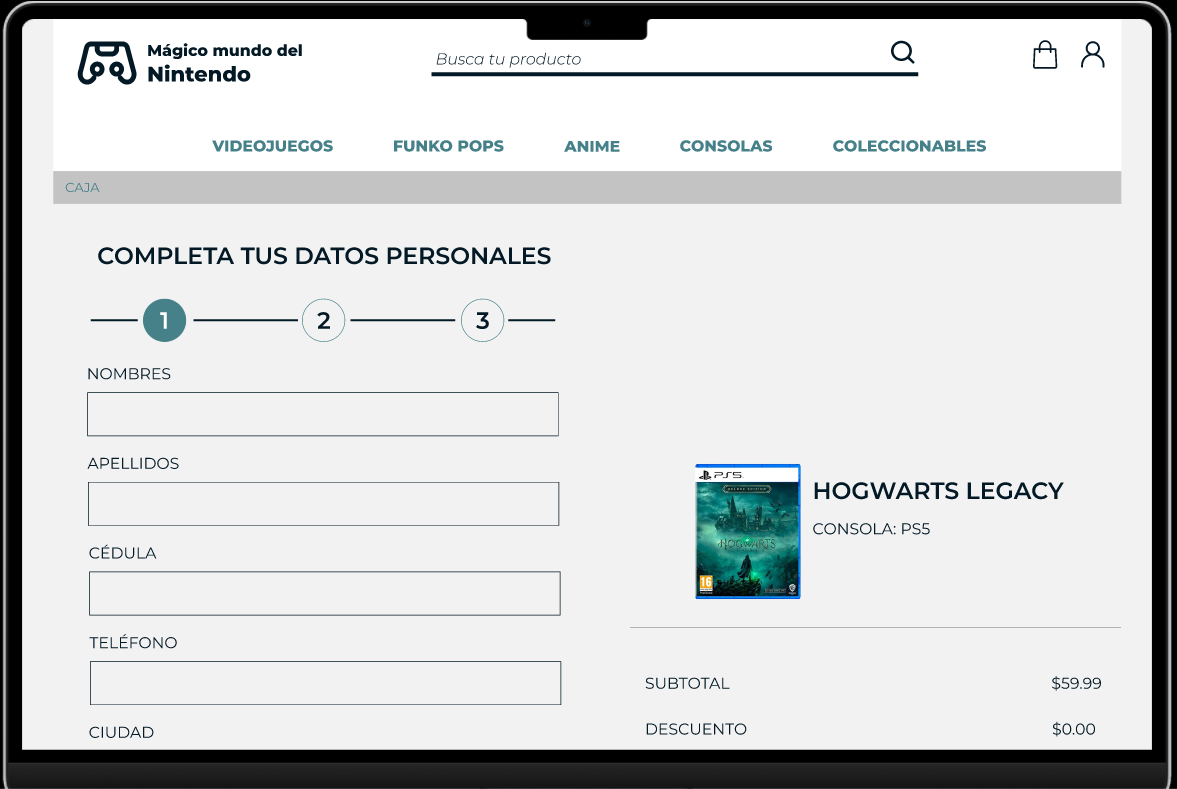 Mágico mundo del
Nintendo
Busca tu producto
VIDEOJUEGOS FUNKO POPS ANIME CONSOLAS COLECCIONABLES
CAJA
COMPLETA TUS DATOS PERSONALES
1 2 3
NOMBRES
APELLIDOS
CÉDULA
TELÉFONO
CIUDAD
PS5
DELUXE EDITION
HOGWARTS
16
HOGWARTS LEGACY
CONSOLA: PS5
SUBTOTAL $59.99
DESCUENTO $0.00